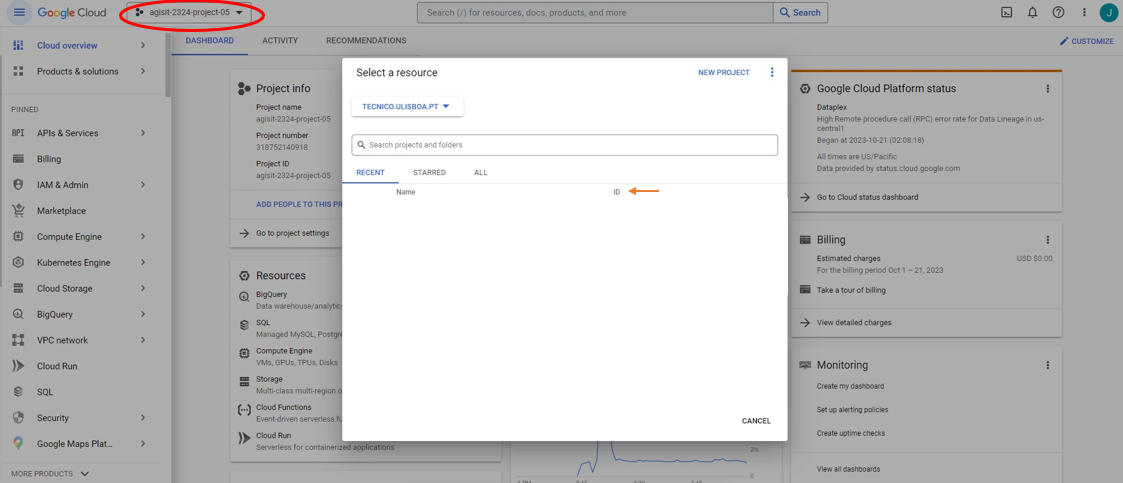 Google Cloud
agisit-2324-project-05
Search (/) for resources, docs, products, and more
Search
J
Cloud overview
Products & solutions
PINNED
API APIs & Services
Billing
IAM & Admin
Marketplace
Compute Engine
Kubernetes Engine
Cloud Storage
BigQuery
VPC network
Cloud Run
SQL
Security
Google Maps Plat...
MORE PRODUCTS
DASHBOARD
ACTIVITY
RECOMMENDATIONS
CUSTOMIZE
Project info
Project name
agisit-2324-project-05
Project number
318752140918
Project ID
agisit-2324-project-05
ADD PEOPLE TO THIS PR
Go to project settings
Resources
BigQuery
Data warehouse/analytics
SQL
Managed MySQL, Postgre
Compute Engine
VMs, GPUs, TPUs, Disks
Storage
Multi-class multi-region o
Cloud Functions
Event-driven serverless fu
Cloud Run
Serverless for containerized applications
Select a resource
NEW PROJECT
TECNICO.ULISBOA.PT
Search projects and folders
RECENT
STARRED
ALL
Name
ID
CANCEL
2/s
Google Cloud Platform status
Dataplex
High Remote procedure call (RPC) error rate for Data Lineage in us-
central1
Began at 2023-10-21 (02:08:18)
All times are US/Pacific
Data provided by status.cloud.google.com
Go to Cloud status dashboard
Billing
Estimated charges
USD $0.00
For the billing period Oct 1 – 21, 2023
Take a tour of billing
View detailed charges
Monitoring
Create my dashboard
Set up alerting policies
Create uptime checks
View all dashboards